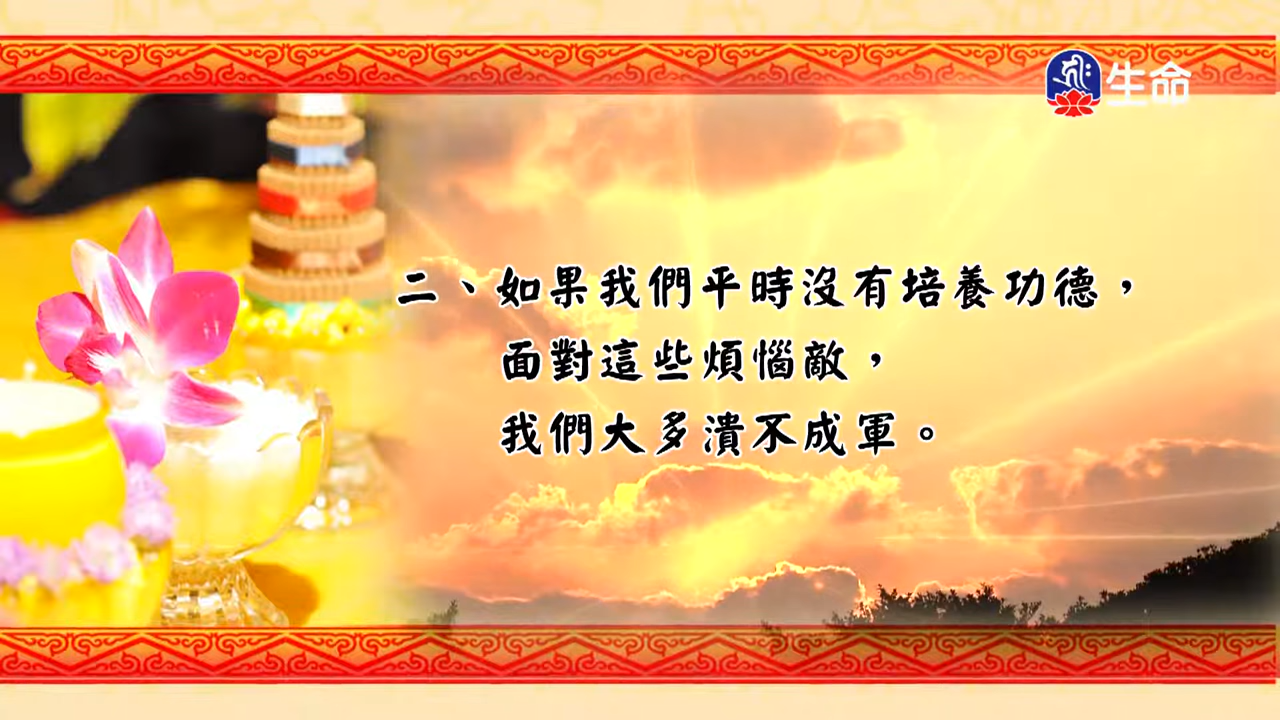 生命
二、如果我們平時沒有培養功德，
面對這些煩惱敵，
我們大多潰不成軍。